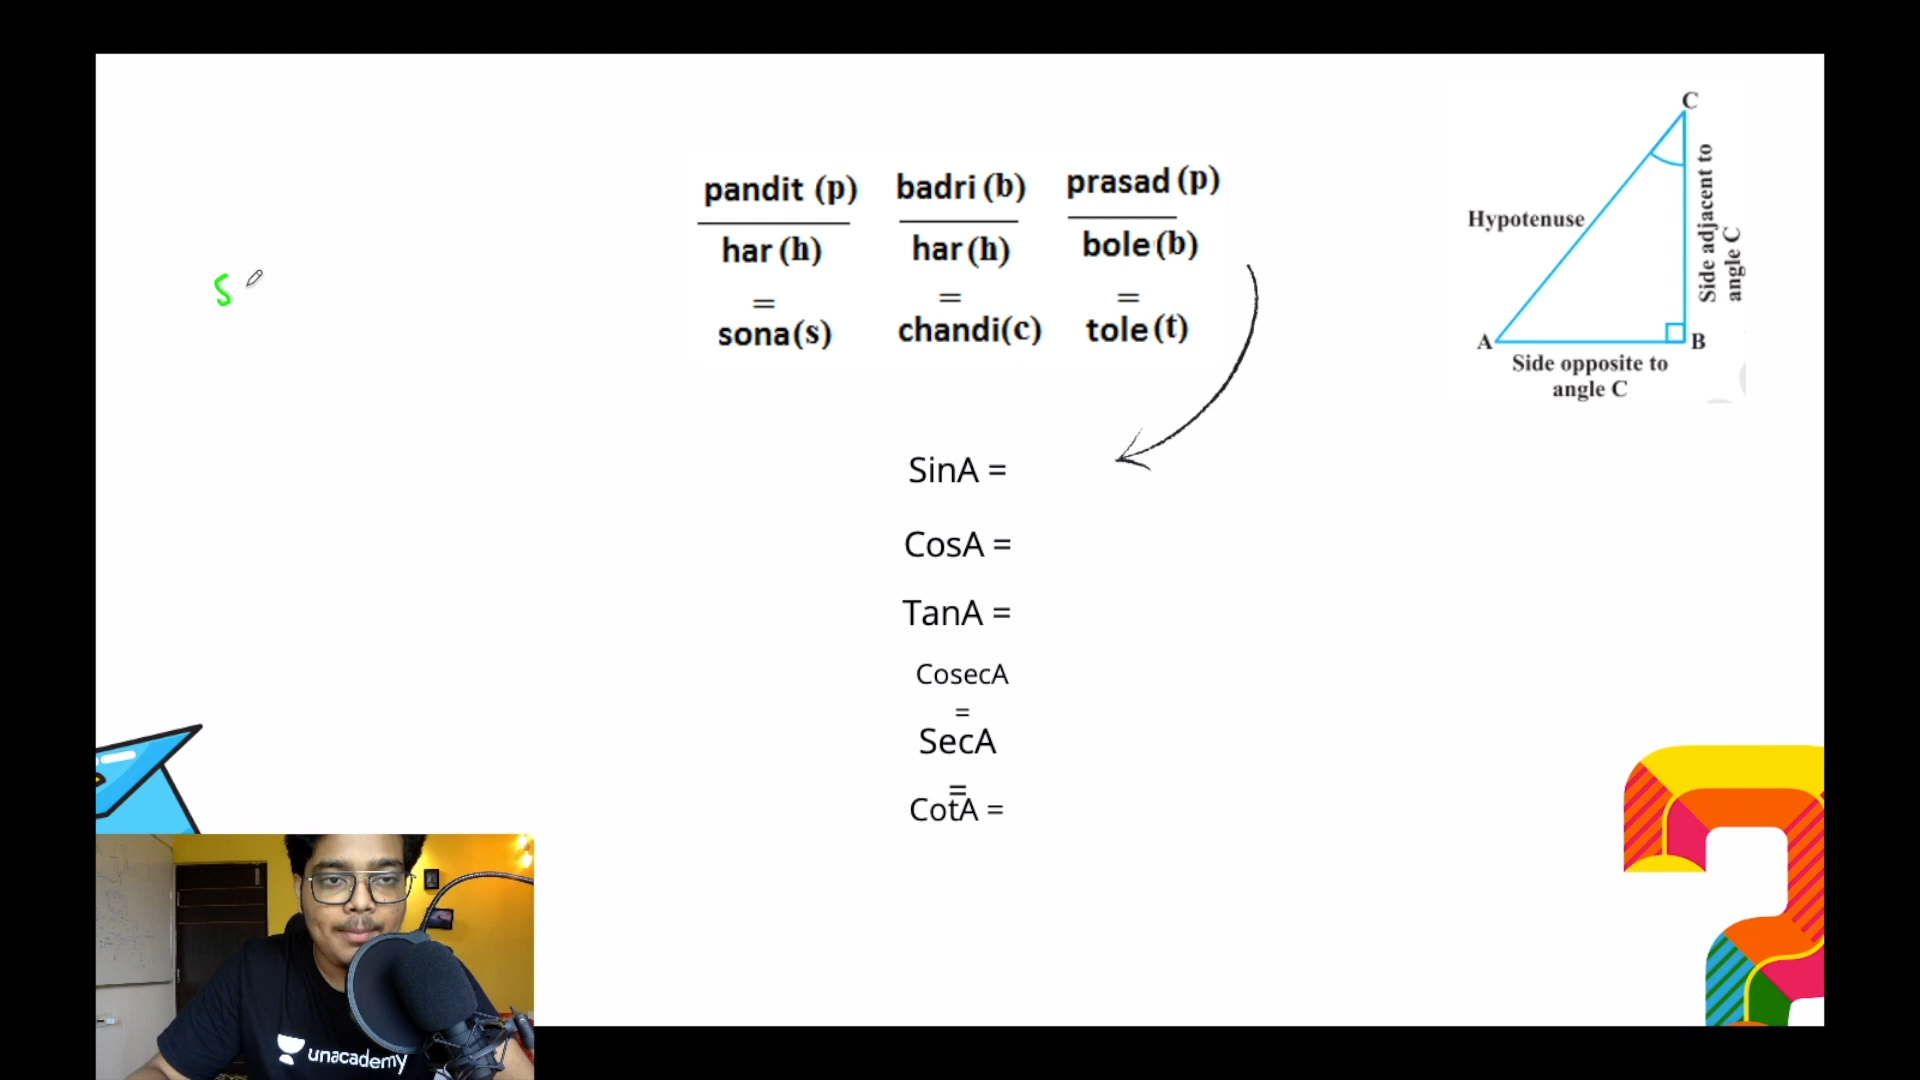 C
pandit (p) badri (b) prasad (p)
har (h) har (h) bole (b)
= = =
sona(s) chandi(c) tole (t)
Hypotenuse
Side adjacent to
angle C
A
B
Side opposite to
angle C
S
SinA =
CosA =
TanA =
CosecA
=
SecA
=
CotA =
unacademy